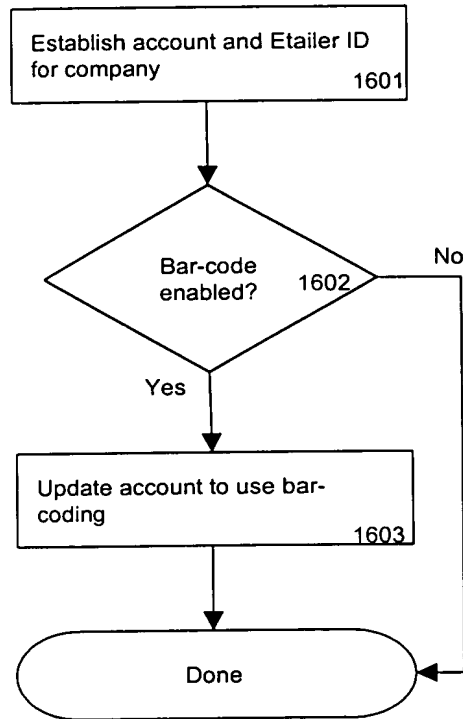 Establish account and Etailer ID
for company
1601
Bar-code
enabled?
1602
No
Yes
Update account to use bar-
coding
1603
Done